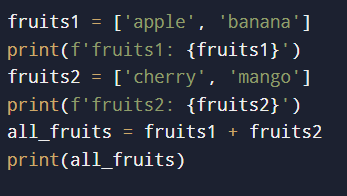 fruits1 = ['apple', 'banana']
print(f'fruits1: {fruits1}')
fruits2 = ['cherry', 'mango']
print(f'fruits2: {fruits2}')
all_fruits = fruits1 + fruits2
print(all_fruits)